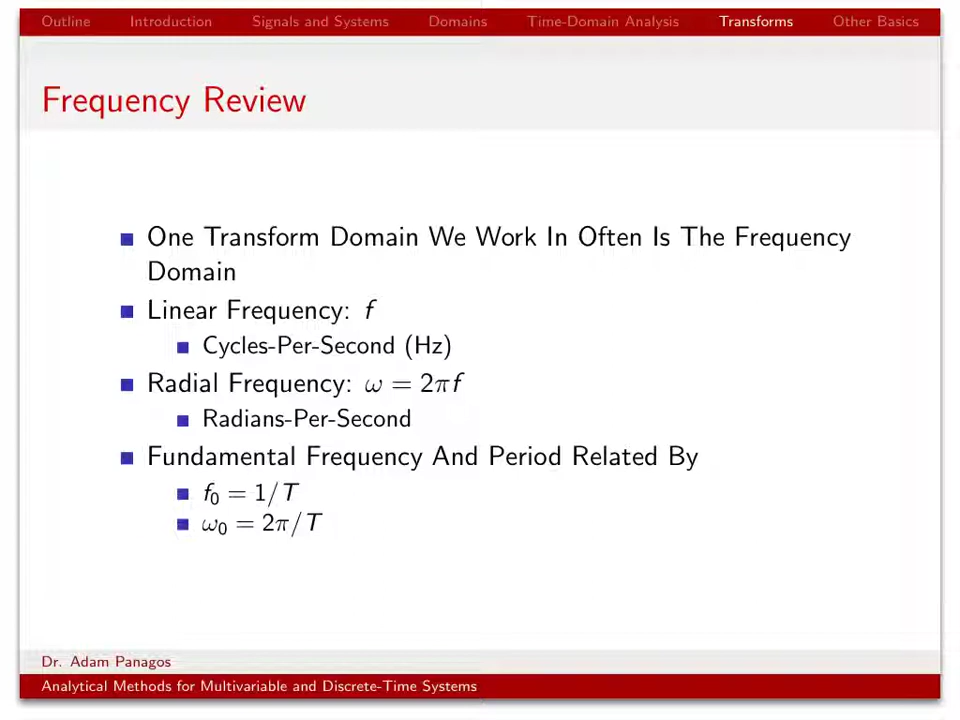 Outline Introduction Signals and Systems Domains Time-Domain Analysis Transforms Other Basics
Frequency Review
One Transform Domain We Work In Often Is The Frequency
Domain
Linear Frequency: f
Cycles-Per-Second (Hz)
Radial Frequency: ω = 2πf
Radians-Per-Second
Fundamental Frequency And Period Related By
f₀ = 1/T
ω₀ = 2π/T
Dr. Adam Panagos
Analytical Methods for Multivariable and Discrete-Time Systems